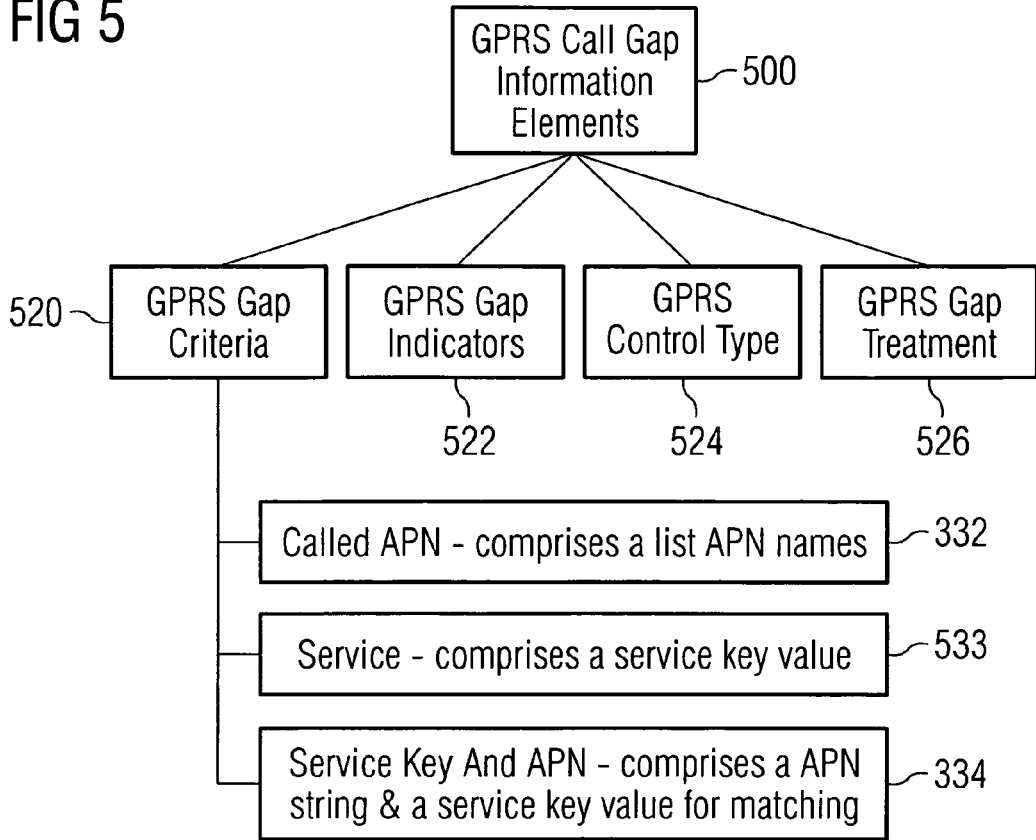 FIG 5
GPRS Call Gap
Information
Elements
500
520
GPRS Gap
Criteria
GPRS Gap
Indicators
GPRS
Control Type
GPRS Gap
Treatment
522
524
526
Called APN - comprises a list APN names
332
Service - comprises a service key value
533
Service Key And APN - comprises a APN
string & a service key value for matching
334